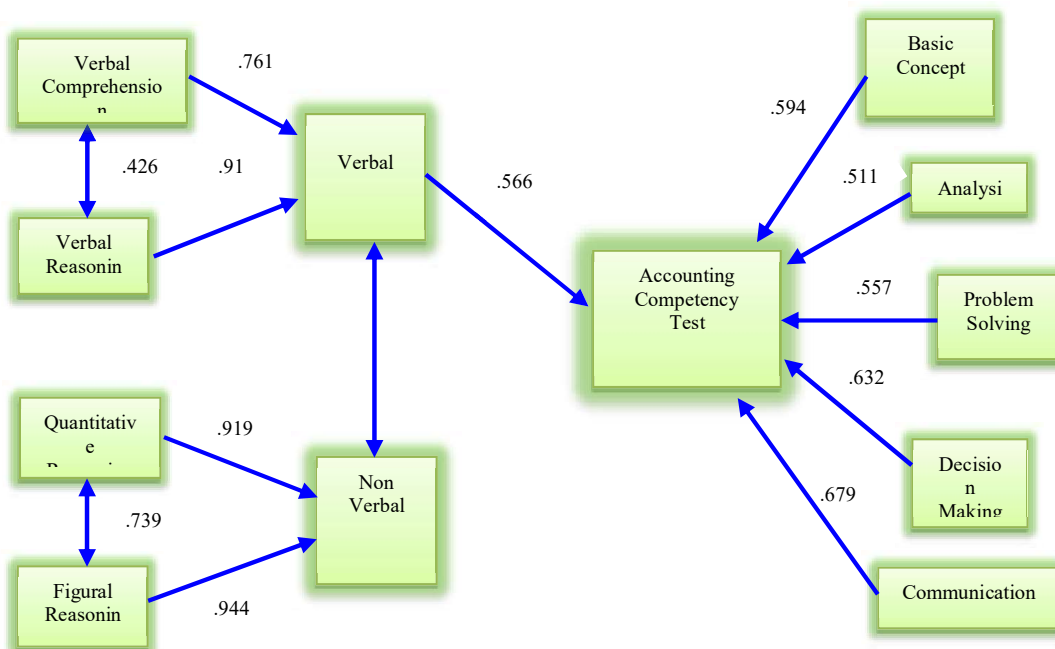 Verbal
Comprehensio
n
.761
.426
.91
Verbal
Reasonin
Verbal
.566
Basic
Concept
.594
.511
Analysi
Accounting
Competency
Test
.557
Problem
Solving
.632
Decisio
n
Making
.679
Communication
Quantitativ
e
.919
.739
Non
Verbal
Figural
Reasonin
.944